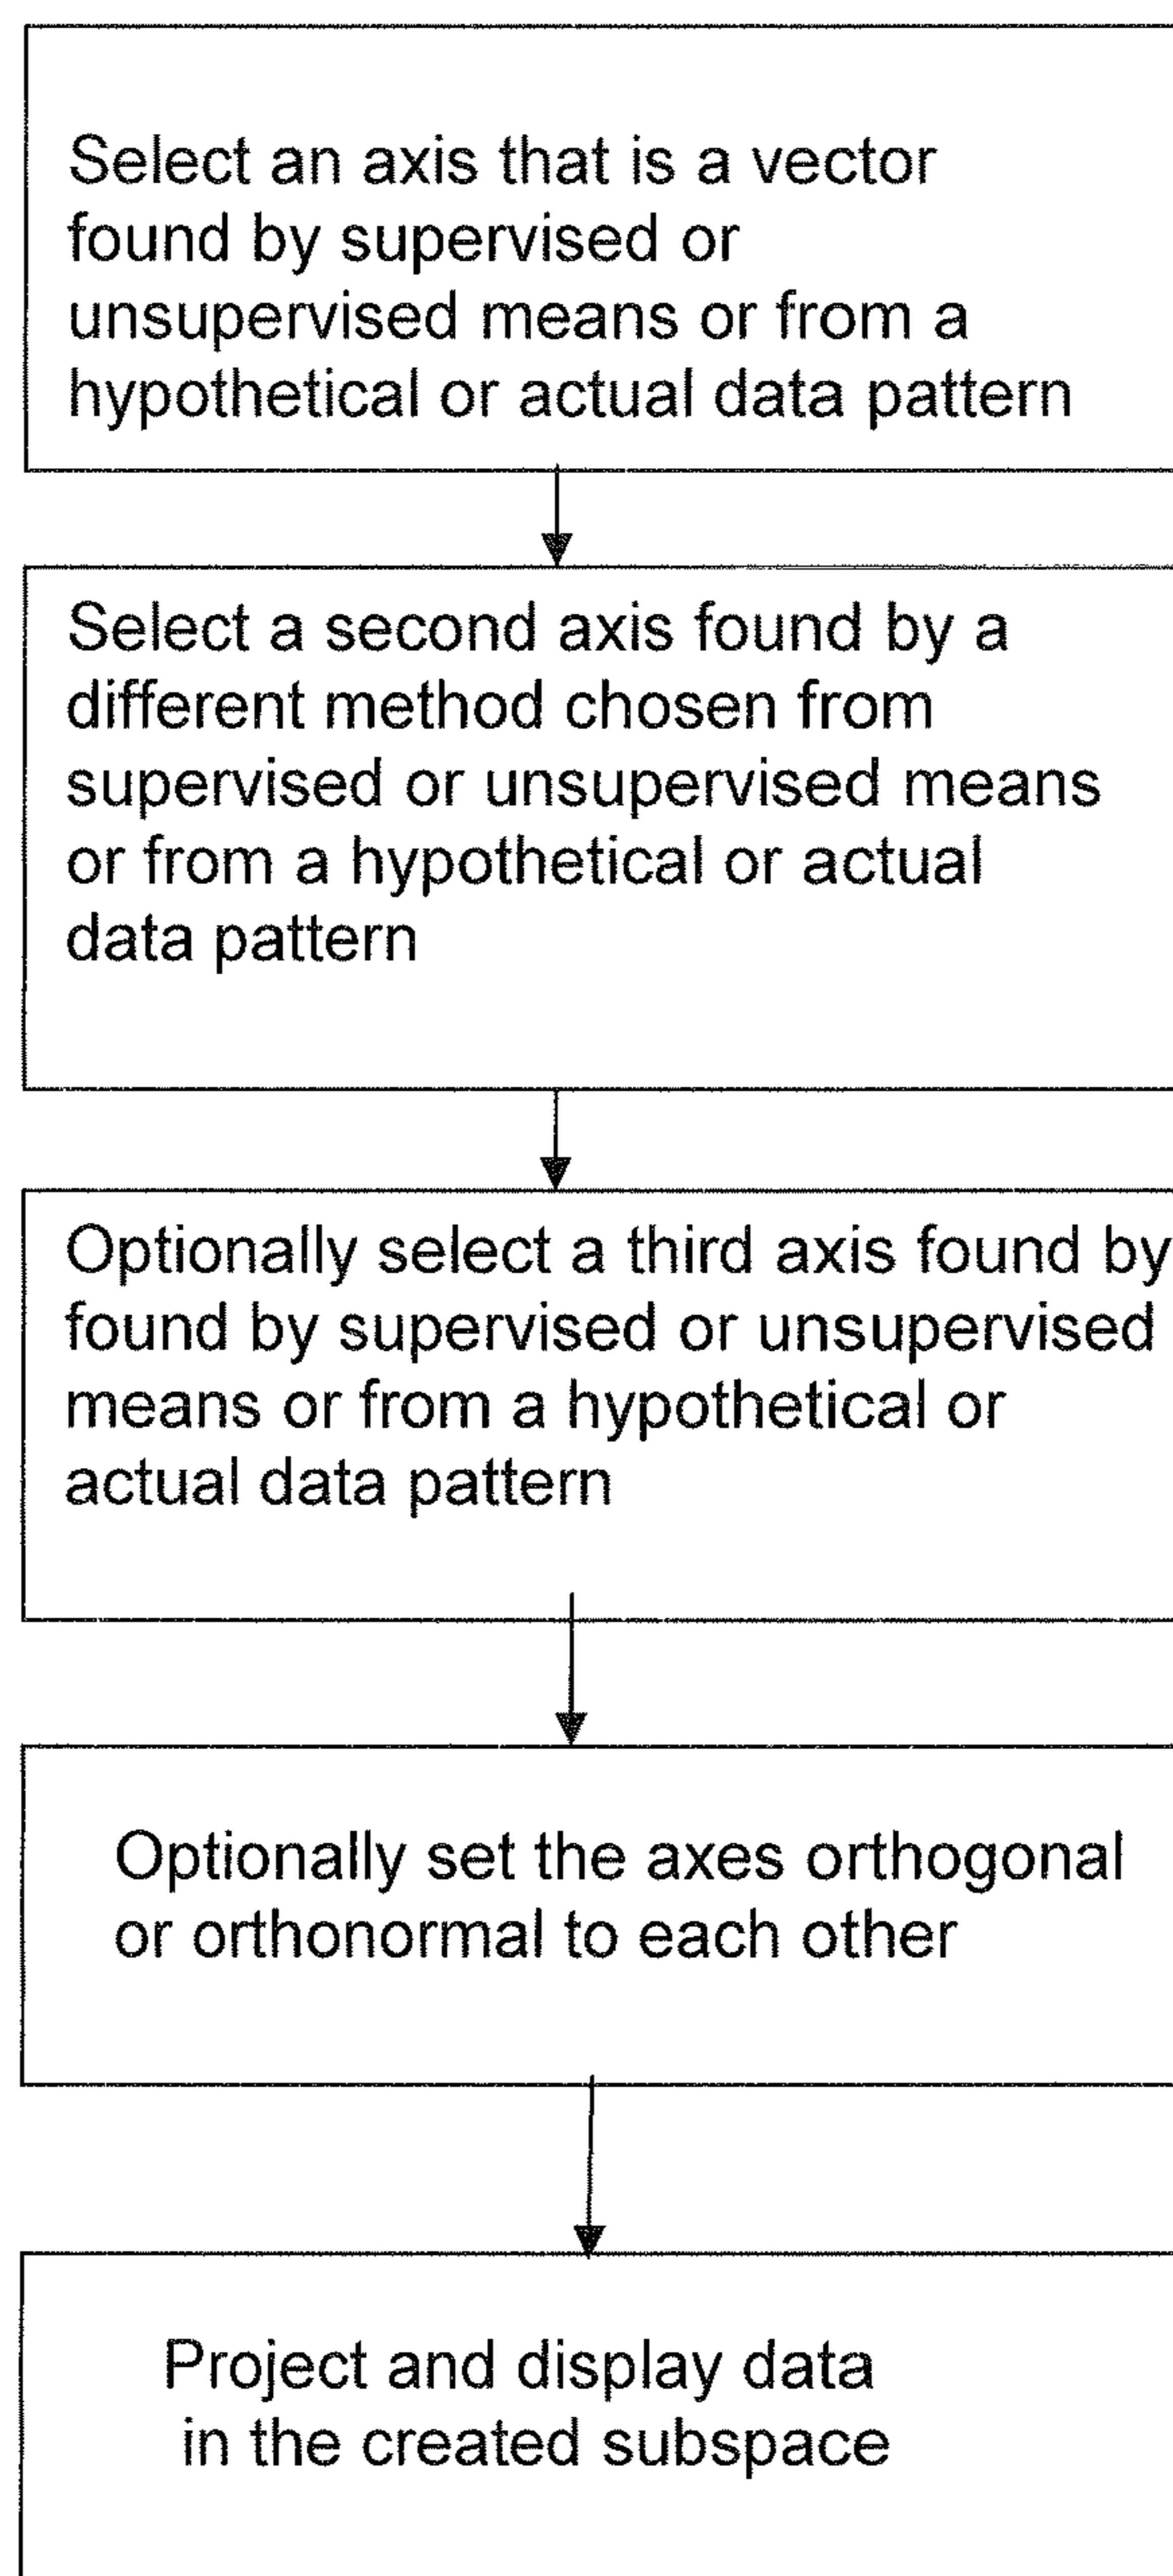 Select an axis that is a vector
found by supervised or
unsupervised means or from a
hypothetical or actual data pattern
Select a second axis found by a
different method chosen from
supervised or unsupervised means
or from a hypothetical or actual
data pattern
Optionally select a third axis found by
found by supervised or unsupervised
means or from a hypothetical or
actual data pattern
Optionally set the axes orthogonal
or orthonormal to each other
Project and display data
in the created subspace